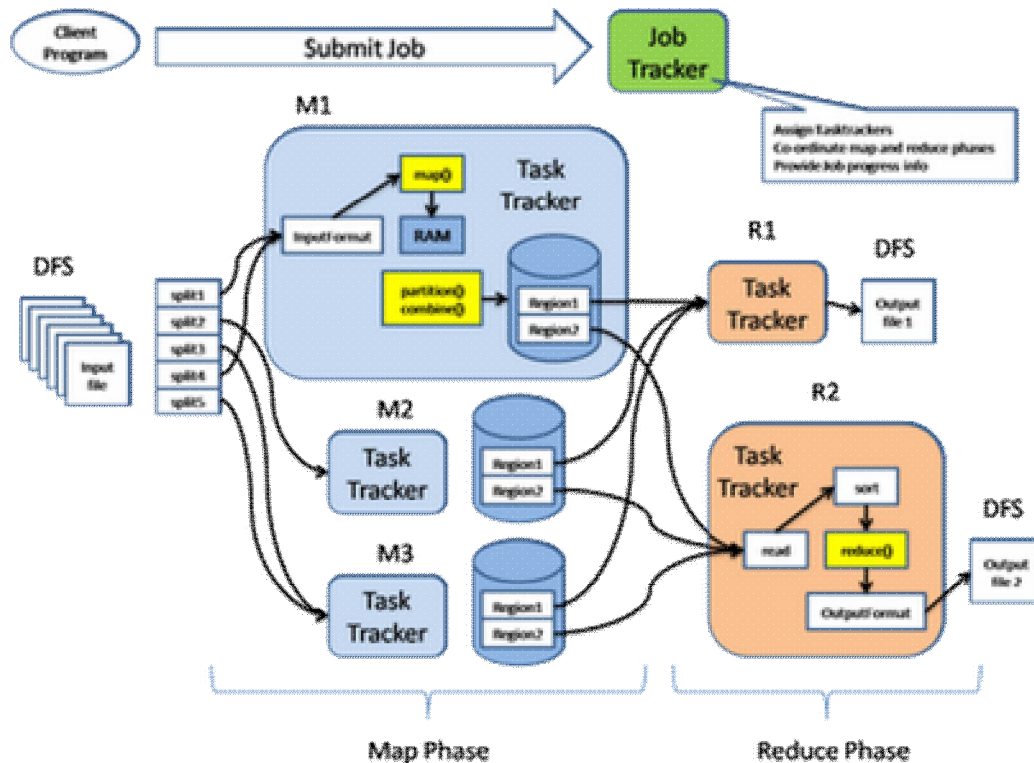 Client
Program
Submit Job
Job
Tracker
Assign Tasktrackers
Co-ordinate map and reduce phases
Provide Job progress info
M1
Task
Tracker
map()
InputFormat
RAM
partition()
combine()
Region1
Region2
DFS
Input
file
split1
split2
split3
split4
split5
M2
Task
Tracker
Region1
Region2
M3
Task
Tracker
Region1
Region2
R1
Task
Tracker
DFS
Output
file 1
R2
Task
Tracker
sort
read
reduce()
OutputFormat
DFS
Output
file 2
Map Phase
Reduce Phase